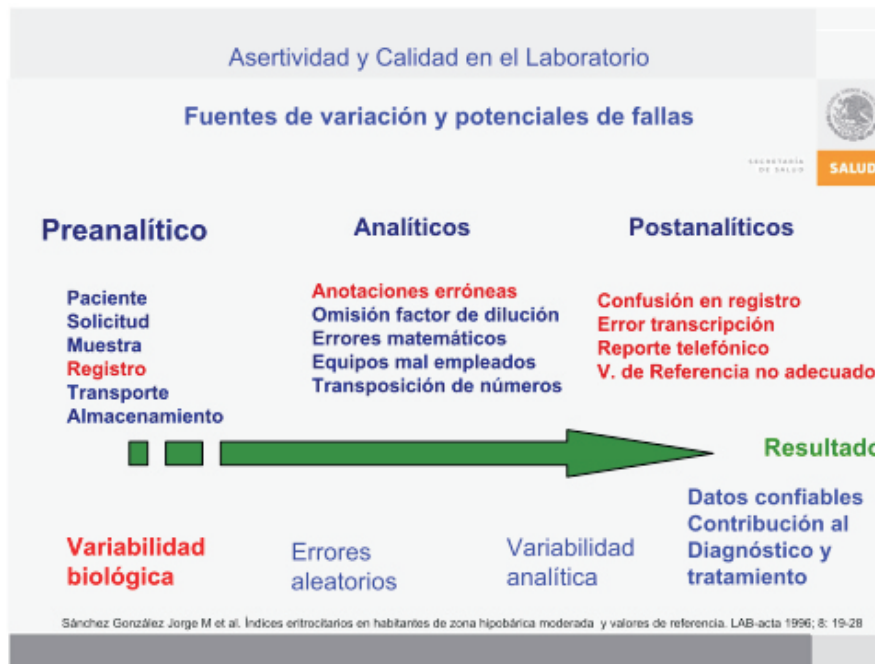 Asertividad y Calidad en el Laboratorio
Fuentes de variación y potenciales de fallas
SECRETARÍA
DE SALUD
SALUD
Preanalítico
Paciente
Solicitud
Muestra
Registro
Transporte
Almacenamiento
Analíticos
Anotaciones erróneas
Omisión factor de dilución
Errores matemáticos
Equipos mal empleados
Transposición de números
Postanalíticos
Confusión en registro
Error transcripción
Reporte telefónico
V. de Referencia no adecuado
Resultado
Variabilidad
biológica
Errores
aleatorios
Variabilidad
analítica
Datos confiables
Contribución al
Diagnóstico y
tratamiento
Sánchez González Jorge M et al. Índices eritrocitarios en habitantes de zona hipobárica moderada y valores de referencia. LAB-acta 1996; 8: 19-28